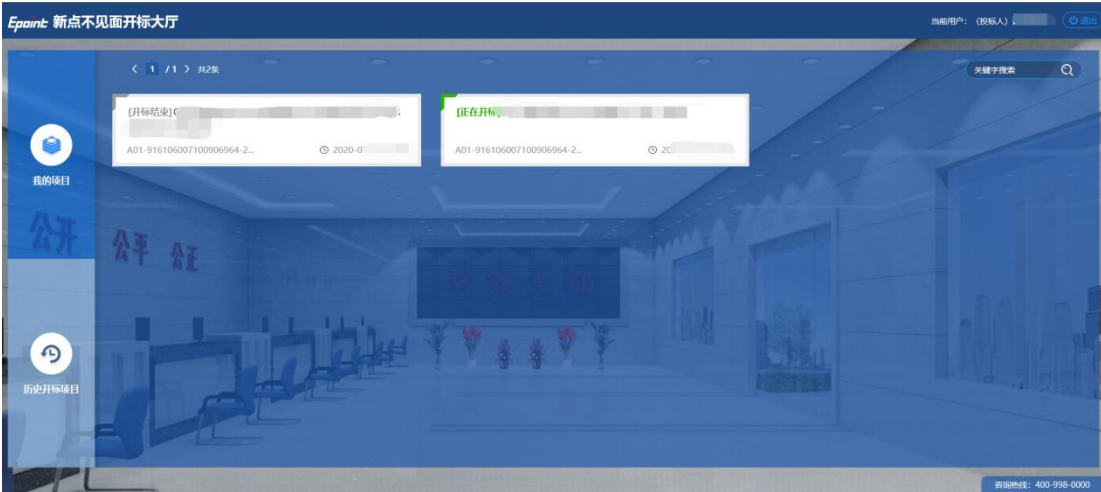 Epoint 新点不见面开标大厅
当前用户： （投标人）
退出
< 1 / 1 > 共2条
关键字搜索
[开标结束]
A01-916106007100906964-2...
2020-0
[正在开标]
A01-916106007100906964-2...
20
我的项目
公开 公平 公正
历史开标项目
咨询热线：400-998-0000